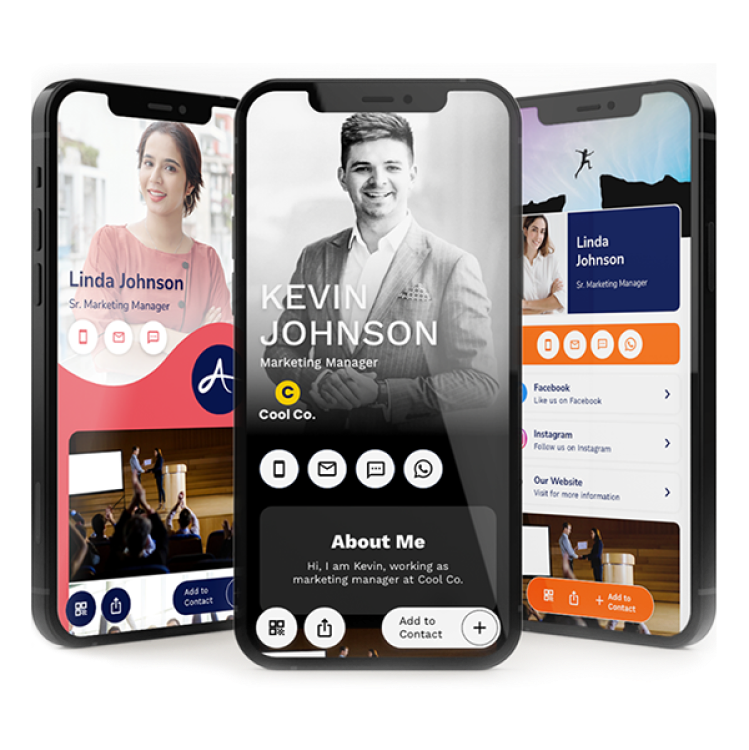 Linda Johnson
Sr. Marketing Manager
A
Add to
Contact
KEVIN
JOHNSON
Marketing Manager
C
Cool Co.
About Me
Hi, I am Kevin, working as
marketing manager at Cool Co.
Add to
Contact
Linda
Johnson
Sr. Marketing Manager
Facebook
Like us on Facebook
Instagram
Follow us on Instagram
Our Website
Visit for more information
Add to
Contact